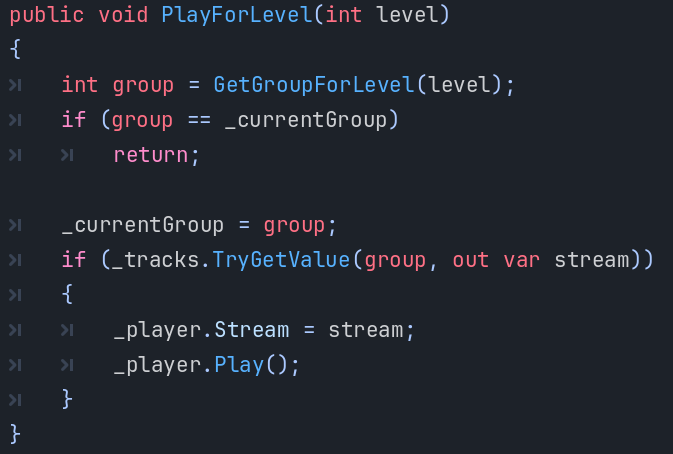 public void PlayForLevel(int level)
{
    int group = GetGroupForLevel(level);
    if (group == _currentGroup)
        return;

    _currentGroup = group;
    if (_tracks.TryGetValue(group, out var stream))
    {
        _player.Stream = stream;
        _player.Play();
    }
}